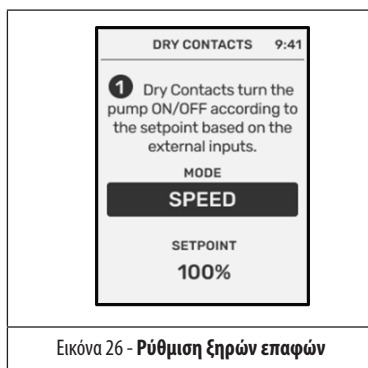 DRY CONTACTS 9:41
1 Dry Contacts turn the
pump ON/OFF according to
the setpoint based on the
external inputs.
MODE
SPEED
SETPOINT
100%
Εικόνα 26 - Ρύθμιση ξηρών επαφών